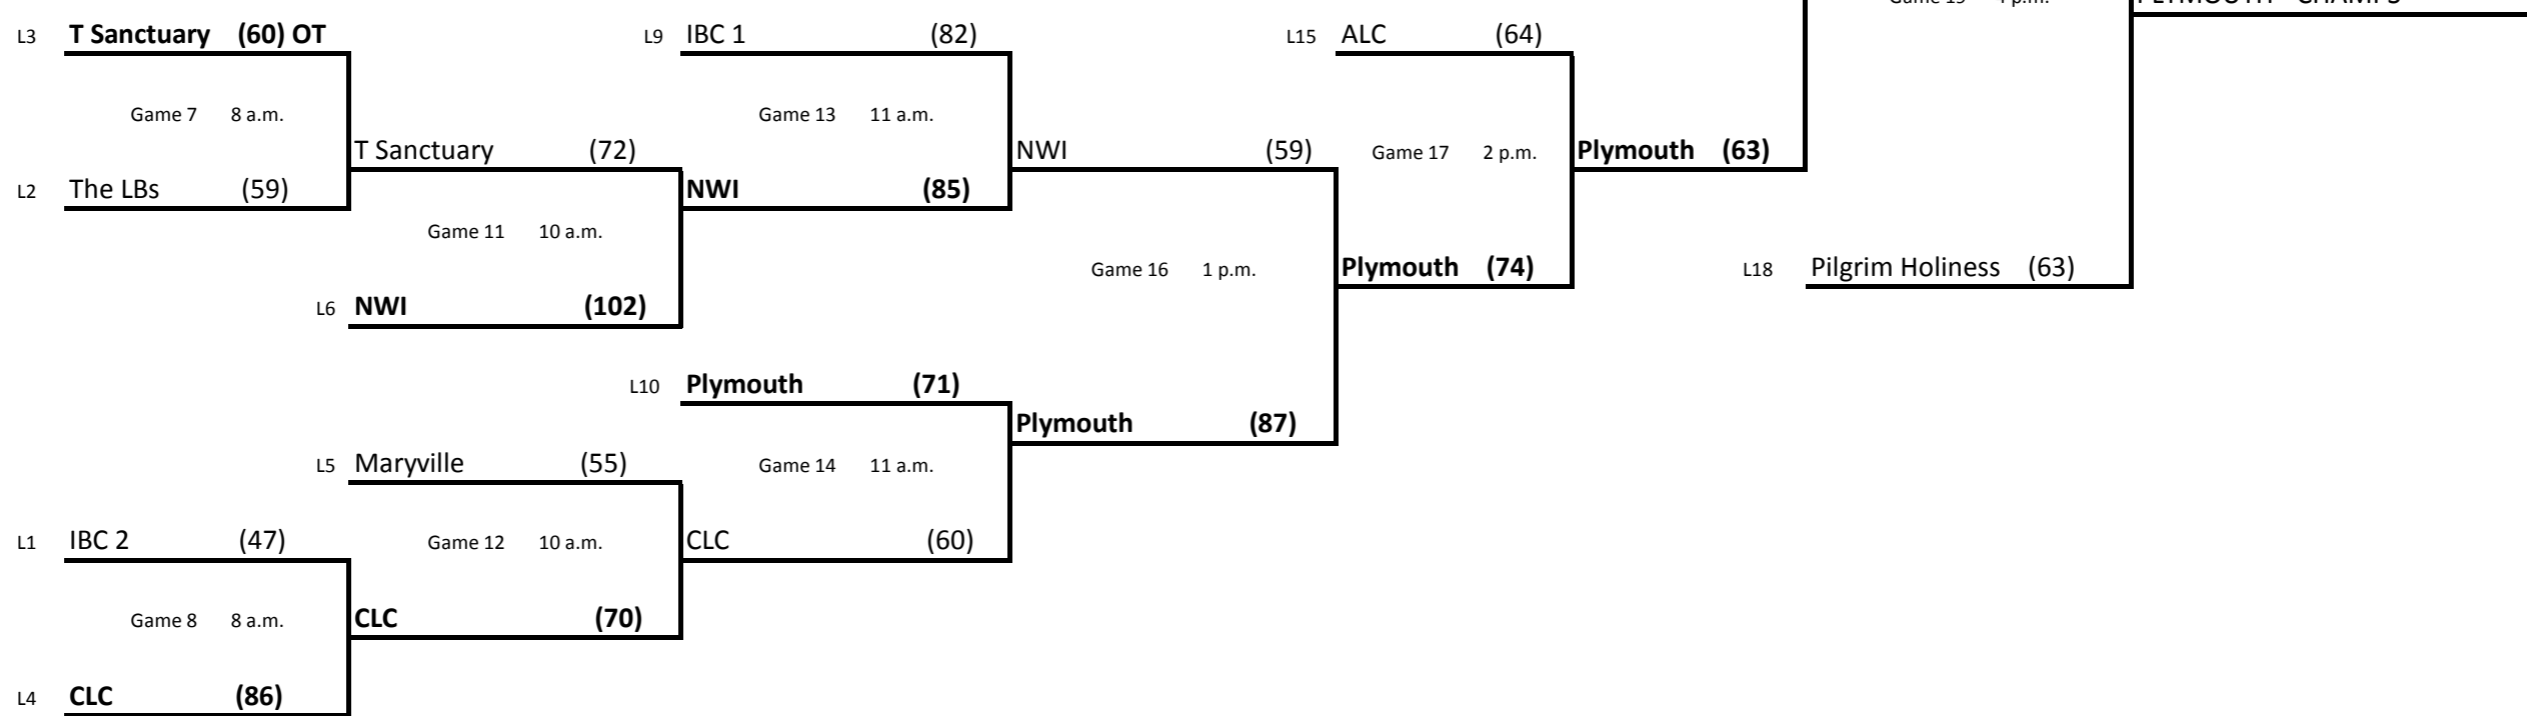 L3 T Sanctuary (60) OT
L9 IBC 1 (82)
L15 ALC (64)
Game 7 8 a.m.
Game 13 11 a.m.
T Sanctuary (72)
NWI (59)
Game 17 2 p.m.
Plymouth (63)
L2 The LBs (59)
NWI (85)
Game 11 10 a.m.
Game 16 1 p.m.
Plymouth (74)
L18 Pilgrim Holiness (63)
L6 NWI (102)
L10 Plymouth (71)
Plymouth (87)
L5 Maryville (55)
Game 14 11 a.m.
L1 IBC 2 (47)
Game 12 10 a.m.
CLC (60)
Game 8 8 a.m.
CLC (70)
L4 CLC (86)